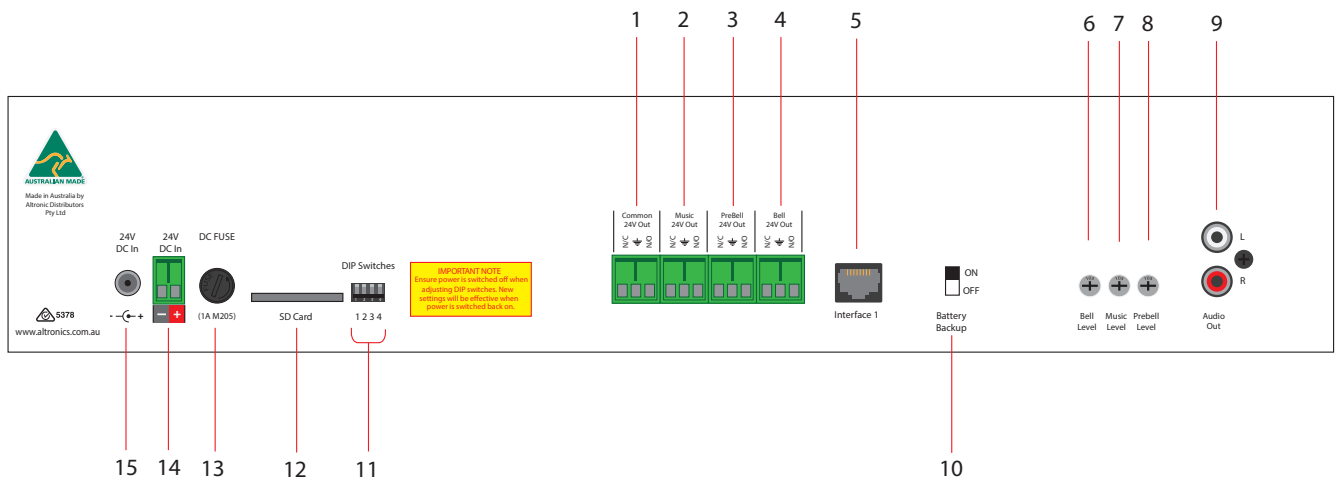 1 2 3 4 5 6 7 8 9
AUSTRALIAN MADE
Made in Australia by
Altronic Distributors
Pty Ltd
5378
www.altronics.com.au
24V
DC In
- +
24V
DC In
- +
DC FUSE
(1A M205)
SD Card
DIP Switches
1 2 3 4
IMPORTANT NOTE
Ensure power is switched off when
adjusting DIP switches. New
settings will be effective when
power is switched back on.
Common
24V Out
N/C N/O
Music
24V Out
N/C N/O
PreBell
24V Out
N/C N/O
Bell
24V Out
N/C N/O
Interface 1
ON
OFF
Battery
Backup
Bell
Level
Music
Level
Prebell
Level
L
R
Audio
Out
15 14 13 12 11 10